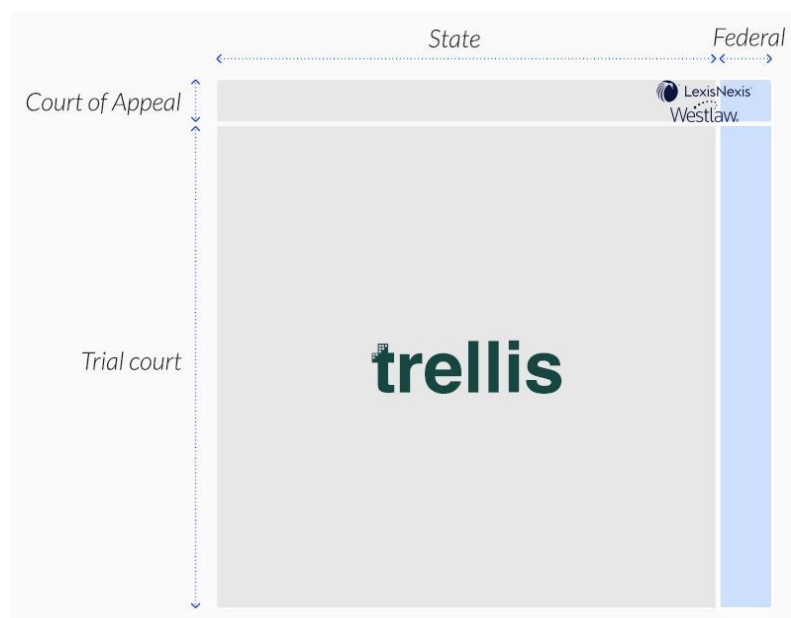 State
Federal
Court of Appeal
LexisNexis
Westlaw
Trial court
trellis